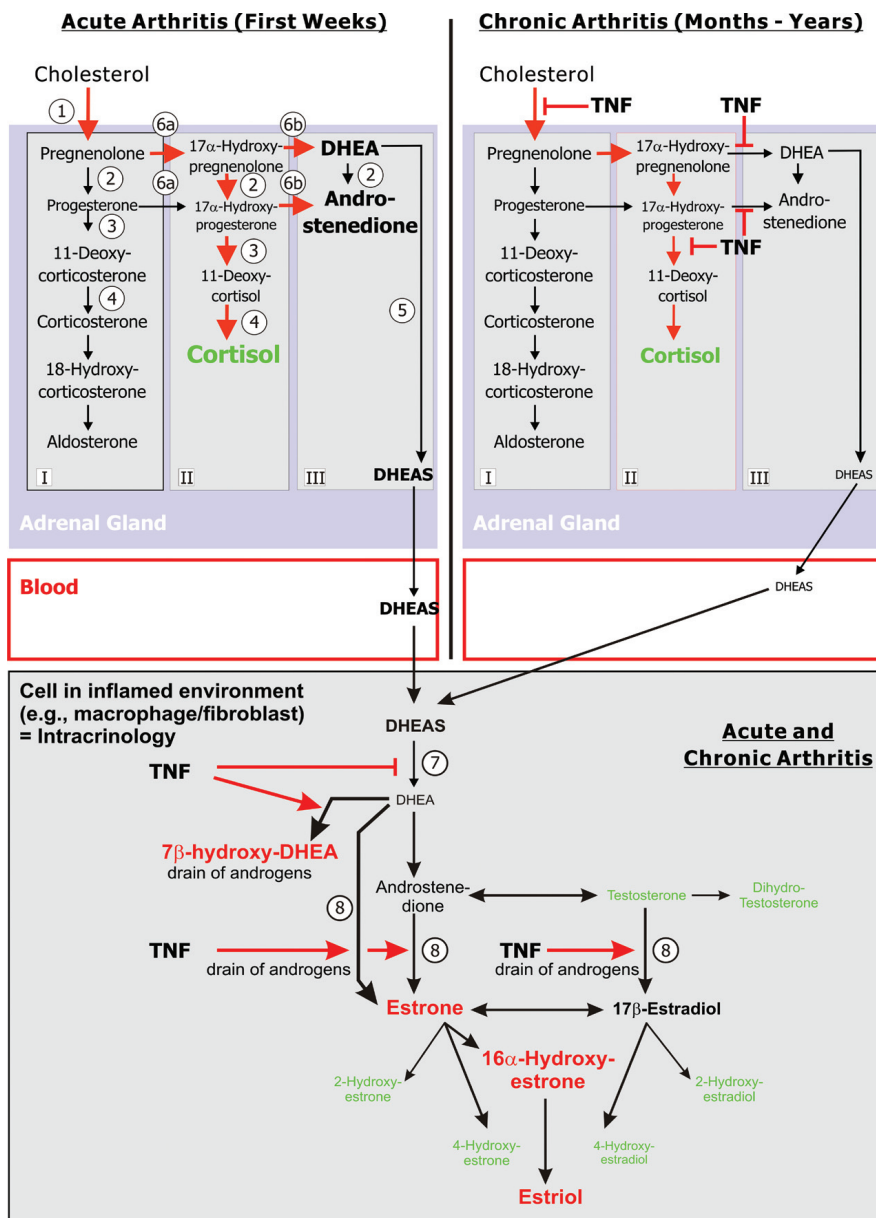 Acute Arthritis (First Weeks)
Cholesterol
1
6a
6b
Pregnenolone
17α-Hydroxy-
pregnenolone
DHEA
2
6a
2
6b
2
Progesterone
17α-Hydroxy-
progesterone
Andro-
stenedione
3
3
11-Deoxy-
corticosterone
11-Deoxy-
cortisol
4
4
5
Corticosterone
Cortisol
18-Hydroxy-
corticosterone
Aldosterone
I
II
III
DHEAS
Adrenal Gland
Blood
DHEAS
Chronic Arthritis (Months - Years)
Cholesterol
TNF
TNF
Pregnenolone
17α-Hydroxy-
pregnenolone
DHEA
Progesterone
17α-Hydroxy-
progesterone
Andro-
stenedione
TNF
11-Deoxy-
corticosterone
11-Deoxy-
cortisol
Corticosterone
Cortisol
18-Hydroxy-
corticosterone
Aldosterone
I
II
III
DHEAS
Adrenal Gland
DHEAS
Cell in inflamed environment
(e.g., macrophage/fibroblast)
= Intracrinology
Acute and
Chronic Arthritis
DHEAS
TNF
7
DHEA
7β-hydroxy-DHEA
drain of androgens
Androstene-
dione
Testosterone
Dihydro-
Testosterone
8
TNF
drain of androgens
8
TNF
drain of androgens
8
Estrone
17β-Estradiol
16α-Hydroxy-
estrone
2-Hydroxy-
estrone
2-Hydroxy-
estradiol
4-Hydroxy-
estrone
4-Hydroxy-
estradiol
Estriol